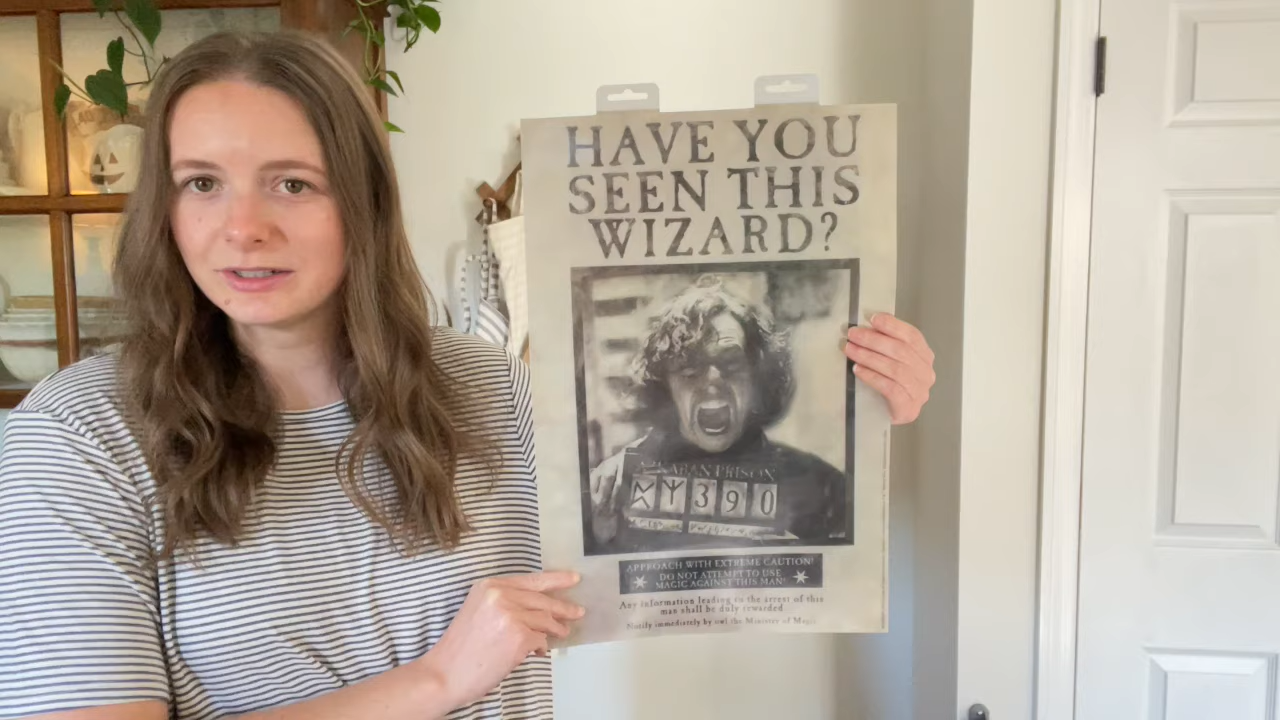 HAVE YOU
SEEN THIS
WIZARD?
AZKABAN PRISON
390
APPROACH WITH EXTREME CAUTION!
DO NOT ATTEMPT TO USE
MAGIC AGAINST THIS MAN!
Any information leading to the arrest of this
man shall be duly rewarded
Notify immediately by owl the Ministry of Magic